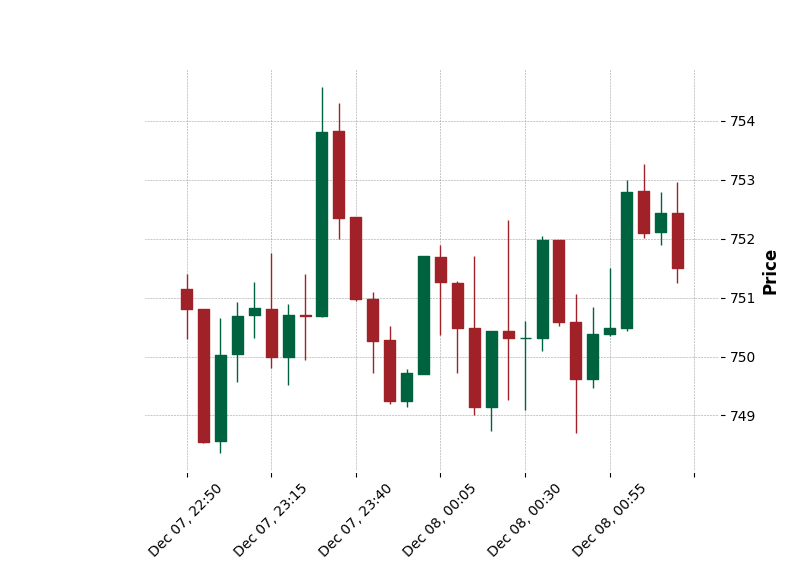 754
753
752
751
750
749
Price
Dec 07, 22:50
Dec 07, 23:15
Dec 07, 23:40
Dec 08, 00:05
Dec 08, 00:30
Dec 08, 00:55